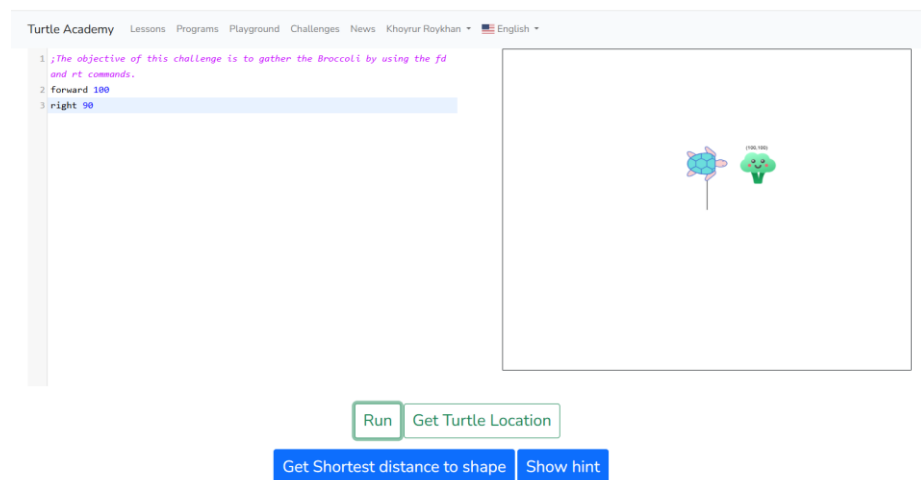 Turtle Academy Lessons Programs Playground Challenges News Khoyrur Roykhan English
1 ;The objective of this challenge is to gather the Broccoli by using the fd
and rt commands.
2 forward 100
3 right 90
(100,100)
Run Get Turtle Location
Get Shortest distance to shape Show hint